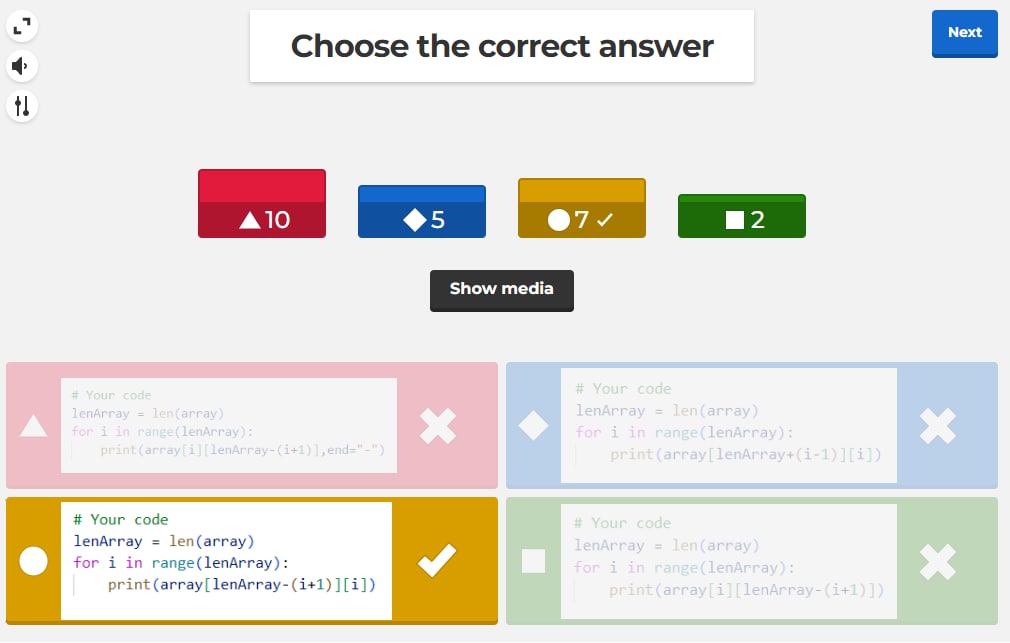 Choose the correct answer
Next
10
5
7
2
Show media
# Your code
lenArray = len(array)
for i in range(lenArray):
    print(array[i][lenArray-(i+1)],end="-")
# Your code
lenArray = len(array)
for i in range(lenArray):
    print(array[lenArray+(i-1)][i])
# Your code
lenArray = len(array)
for i in range(lenArray):
    print(array[lenArray-(i+1)][i])
# Your code
lenArray = len(array)
for i in range(lenArray):
    print(array[i][lenArray-(i+1)])